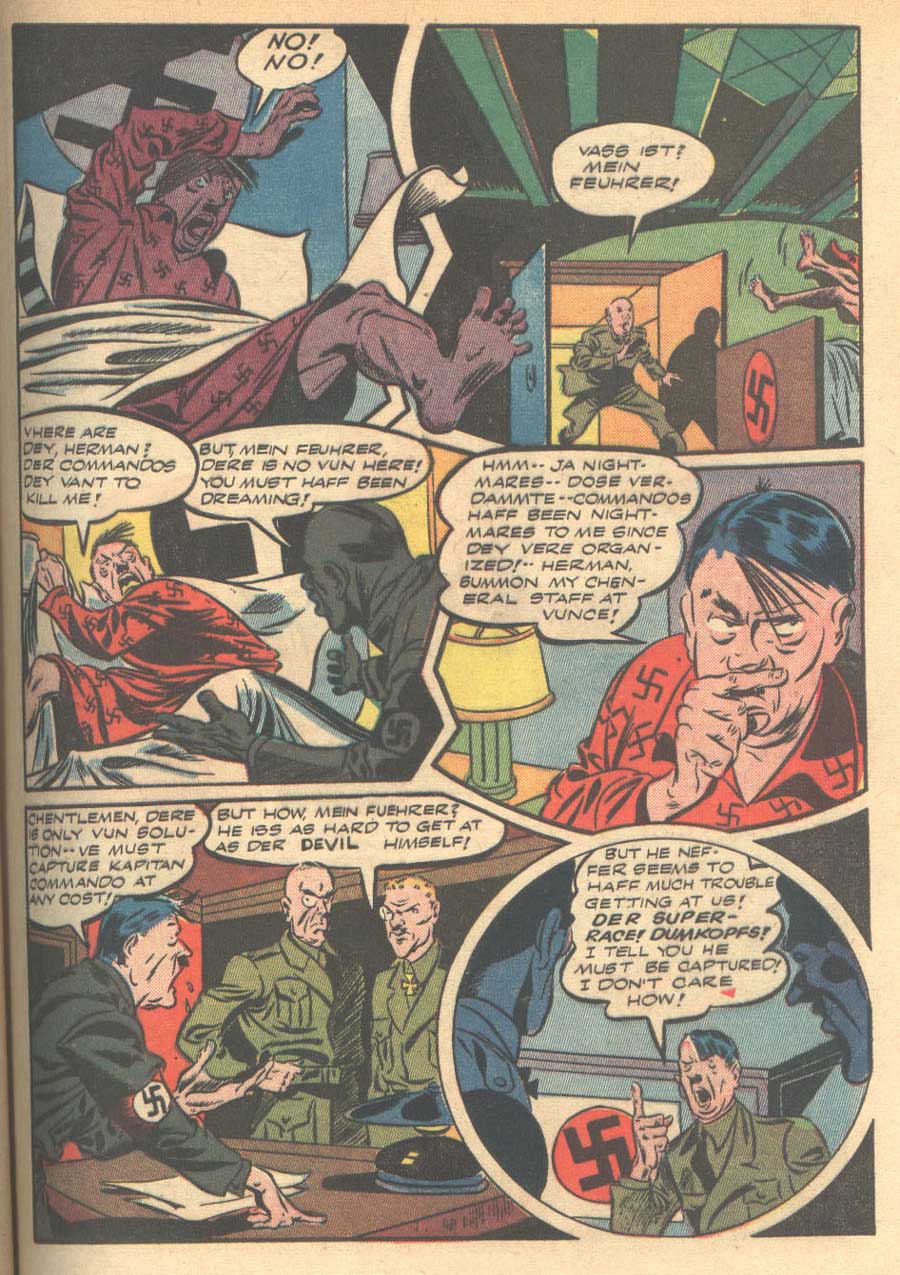 NO!
NO!
VASS IST?
MEIN
FEUHRER!
VHERE ARE
DEY, HERMAN?
DER COMMANDOS
DEY VANT TO
KILL ME!
BUT, MEIN FEUHRER,
DERE IS NO VUN HERE!
YOU MUST HAFF BEEN
DREAMING!
HMM-- JA NIGHT-
MARES-- DOSE VER-
DAMMTE--COMMANDOS
HAFF BEEN NIGHT-
MARES TO ME SINCE
DEY VERE ORGAN-
IZED!-- HERMAN,
SUMMON MY CHEN-
ERAL STAFF AT
VUNCE!
CHENTLEMEN, DERE
IS ONLY VUN SOLU-
TION--VE MUST
CAPTURE KAPITAN
COMMANDO AT
ANY COST!
BUT HOW, MEIN FUEHRER?
HE ISS AS HARD TO GET AT
AS DER DEVIL HIMSELF!
BUT HE NEF-
FER SEEMS TO
HAFF MUCH TROUBLE
GETTING AT US!
DER SUPER-
RACE! DUMKOPFS!
I TELL YOU HE
MUST BE CAPTURED!
I DON'T CARE
HOW!